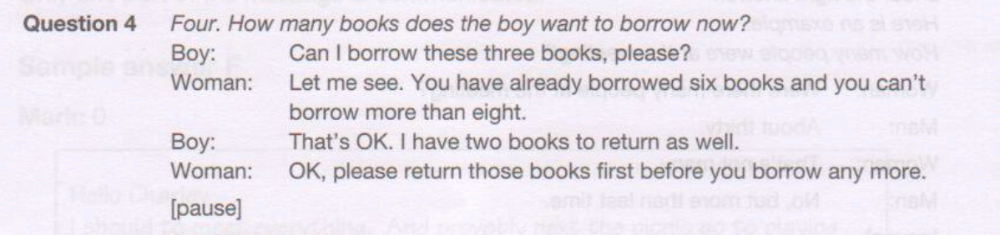 Question 4 Four. How many books does the boy want to borrow now?
Boy: Can I borrow these three books, please?
Woman: Let me see. You have already borrowed six books and you can't
borrow more than eight.
Boy: That's OK. I have two books to return as well.
Woman: OK, please return those books first before you borrow any more.
[pause]